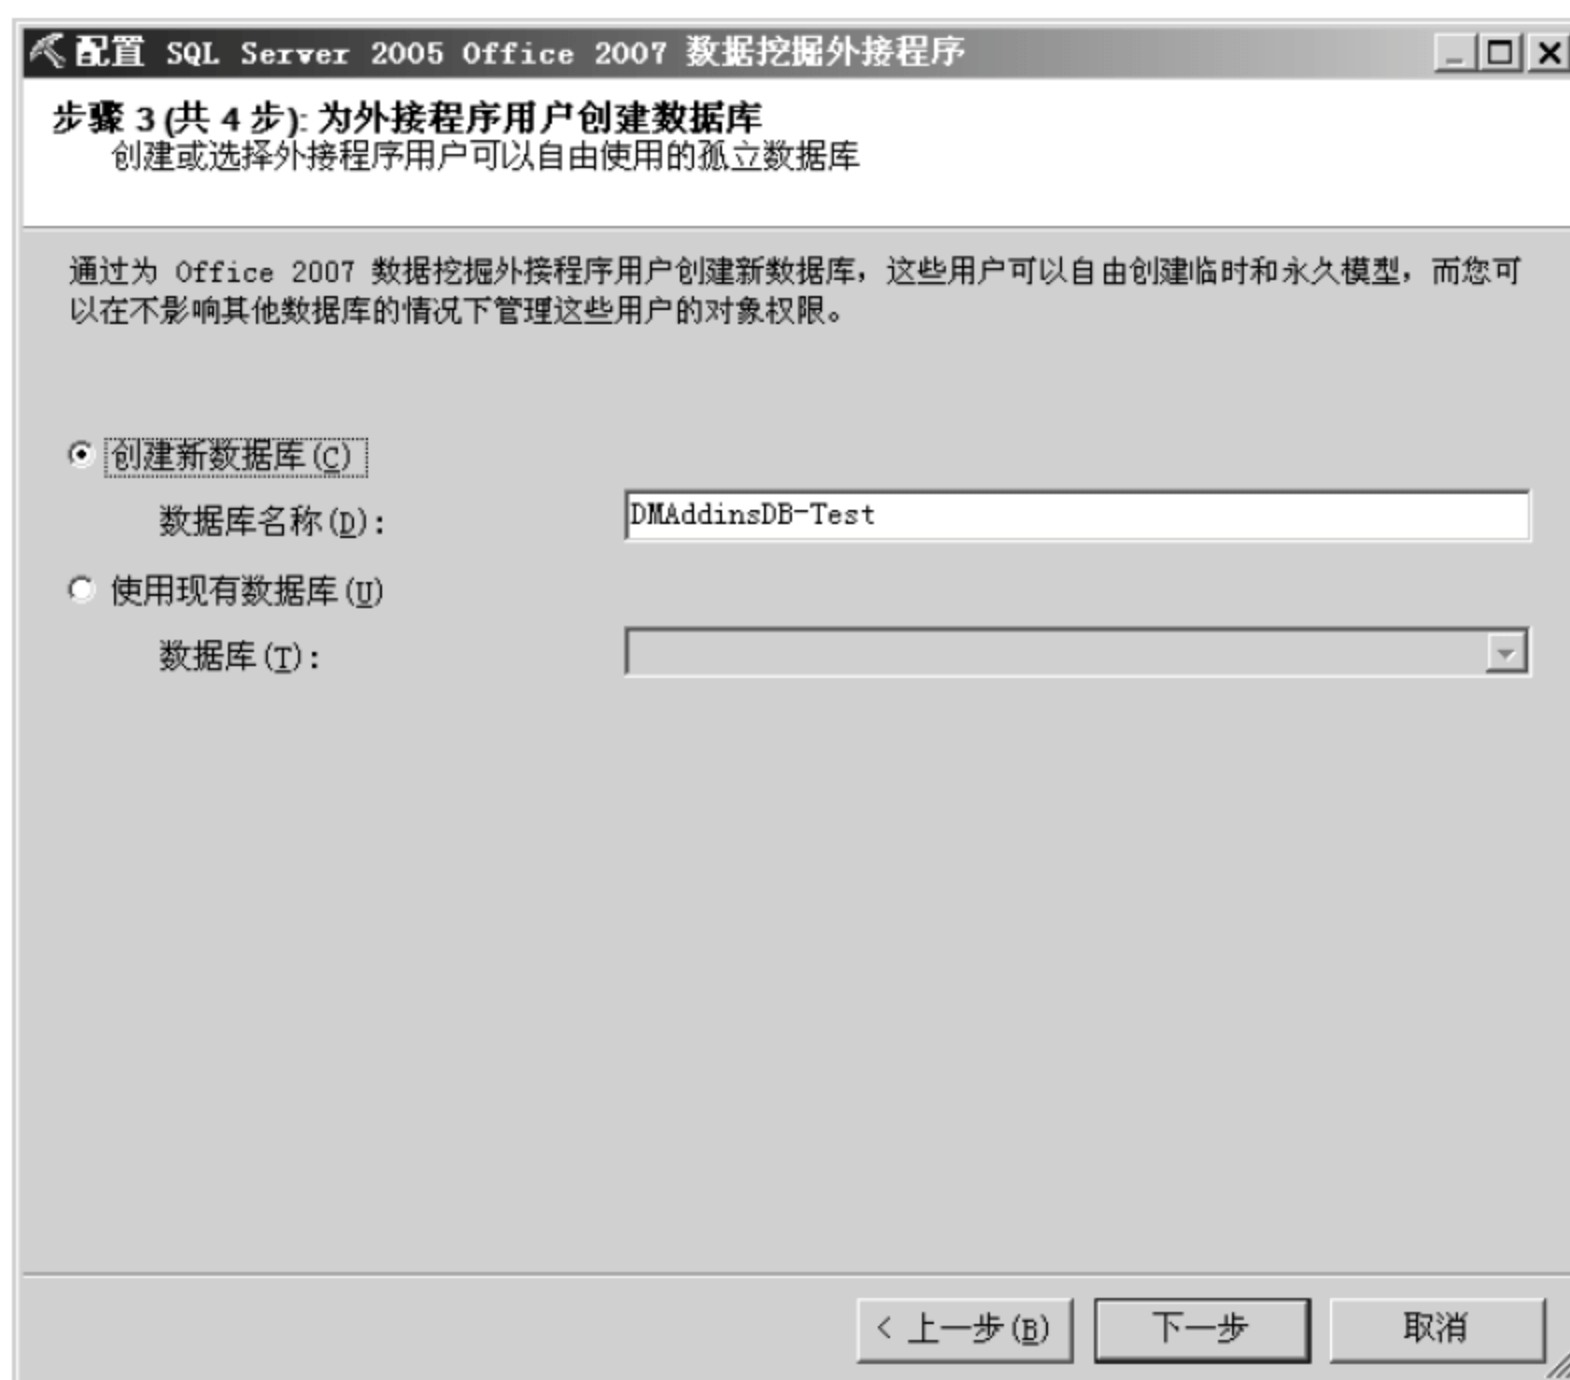 配置 SQL Server 2005 Office 2007 数据挖掘外接程序
步骤 3 (共 4 步): 为外接程序用户创建数据库
创建或选择外接程序用户可以自由使用的孤立数据库
通过为 Office 2007 数据挖掘外接程序用户创建新数据库，这些用户可以自由创建临时和永久模型，而您可
以在不影响其他数据库的情况下管理这些用户的对象权限。
创建新数据库(C)
数据库名称(D): DMAddinsDB-Test
使用现有数据库(U)
数据库(T):
< 上一步(B) 下一步 取消